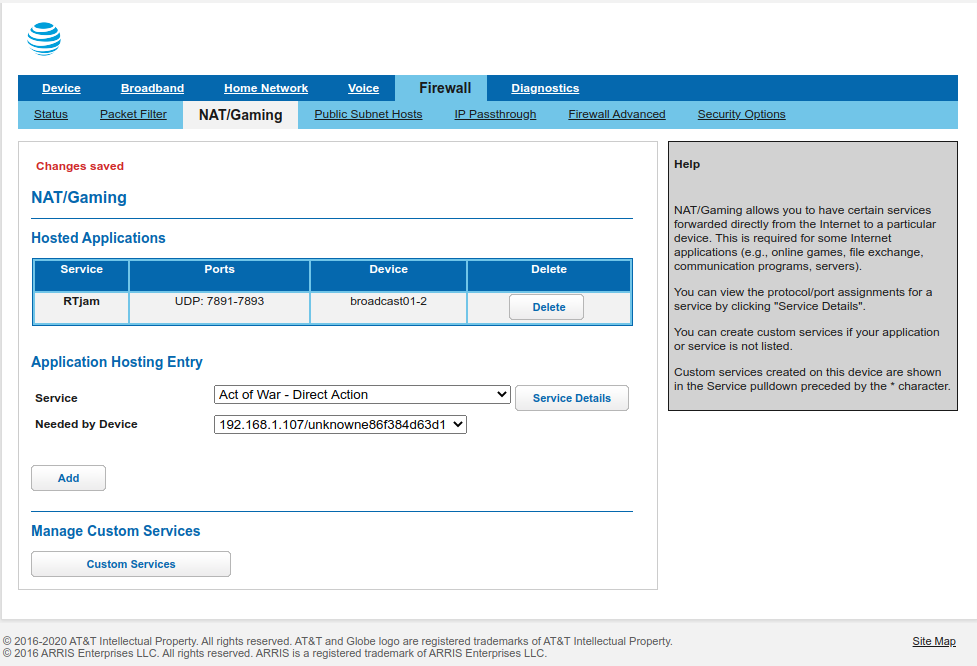 Device Broadband Home Network Voice Firewall Diagnostics
Status Packet Filter NAT/Gaming Public Subnet Hosts IP Passthrough Firewall Advanced Security Options
Changes saved
NAT/Gaming
Hosted Applications
Service Ports Device Delete
RTjam UDP: 7891-7893 broadcast01-2 Delete
Application Hosting Entry
Service Act of War - Direct Action Service Details
Needed by Device 192.168.1.107/unknowne86f384d63d1
Add
Manage Custom Services
Custom Services
Help
NAT/Gaming allows you to have certain services
forwarded directly from the Internet to a particular
device. This is required for some Internet
applications (e.g., online games, file exchange,
communication programs, servers).
You can view the protocol/port assignments for a
service by clicking "Service Details".
You can create custom services if your application
or service is not listed.
Custom services created on this device are shown
in the Service pulldown preceded by the * character.
© 2016-2020 AT&T Intellectual Property. All rights reserved. AT&T and Globe logo are registered trademarks of AT&T Intellectual Property.
© 2016 ARRIS Enterprises LLC. All rights reserved. ARRIS is a registered trademark of ARRIS Enterprises LLC.
Site Map